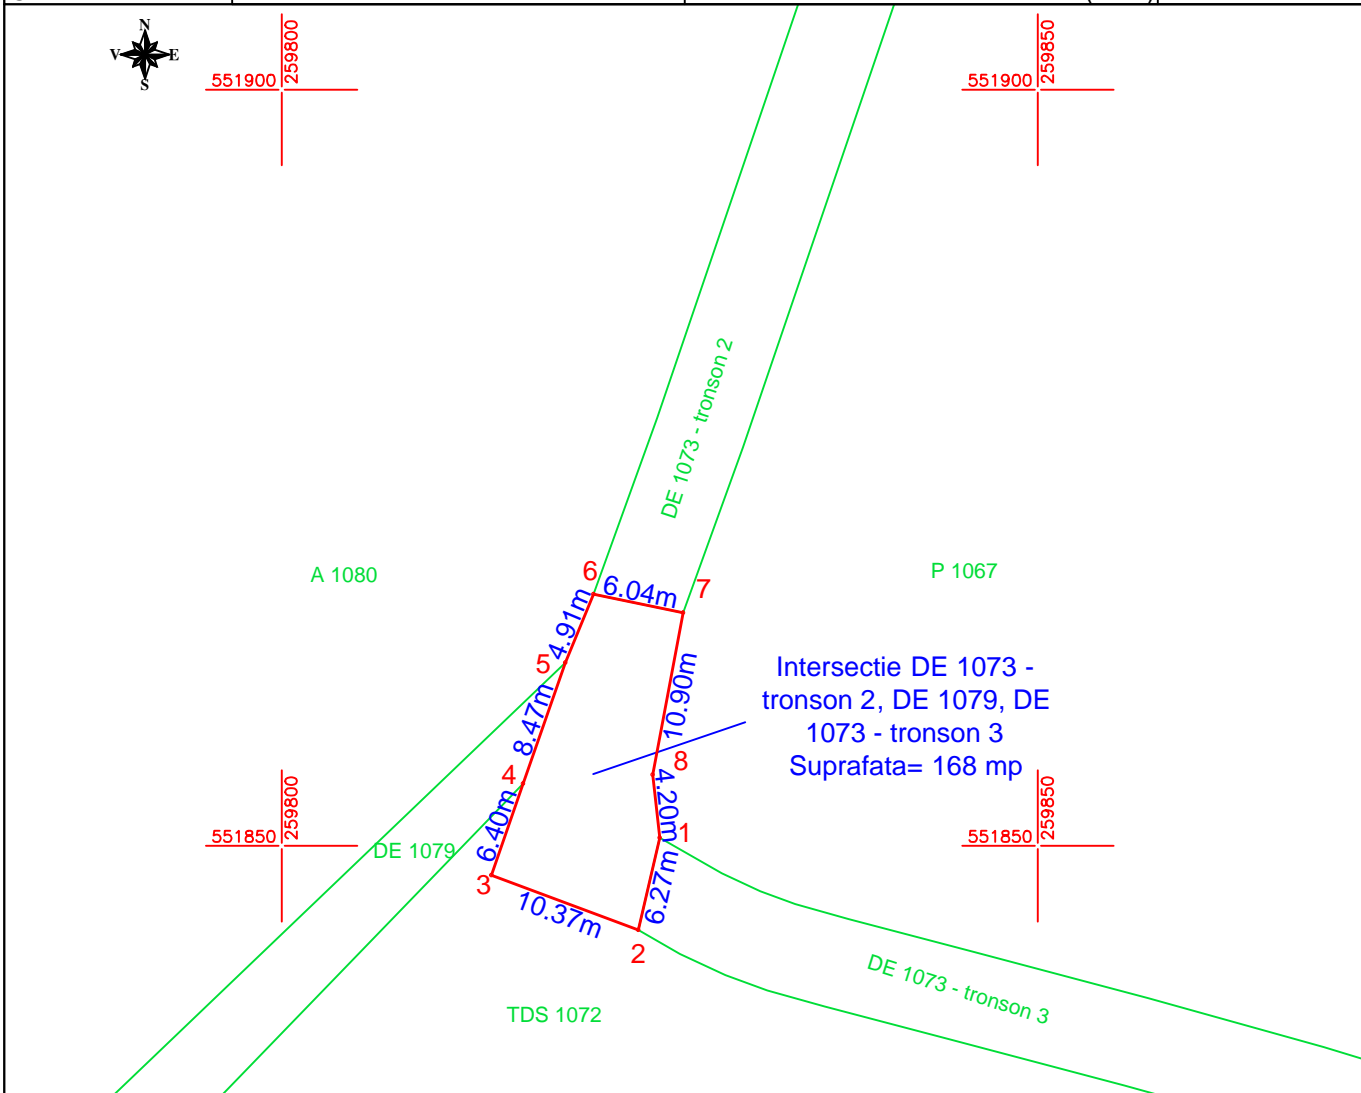 N
V E
S
551900
259800
551900
259850
DE 1073 - tronson 2
A 1080
P 1067
6
6.04m
7
4.91m
5
10.90m
8.47m
Intersectie DE 1073 -
tronson 2, DE 1079, DE
1073 - tronson 3
Suprafata= 168 mp
8
4
4.20m
6.40m
1
551850
259800
551850
259850
DE 1079
3
6.27m
10.37m
2
DE 1073 - tronson 3
TDS 1072